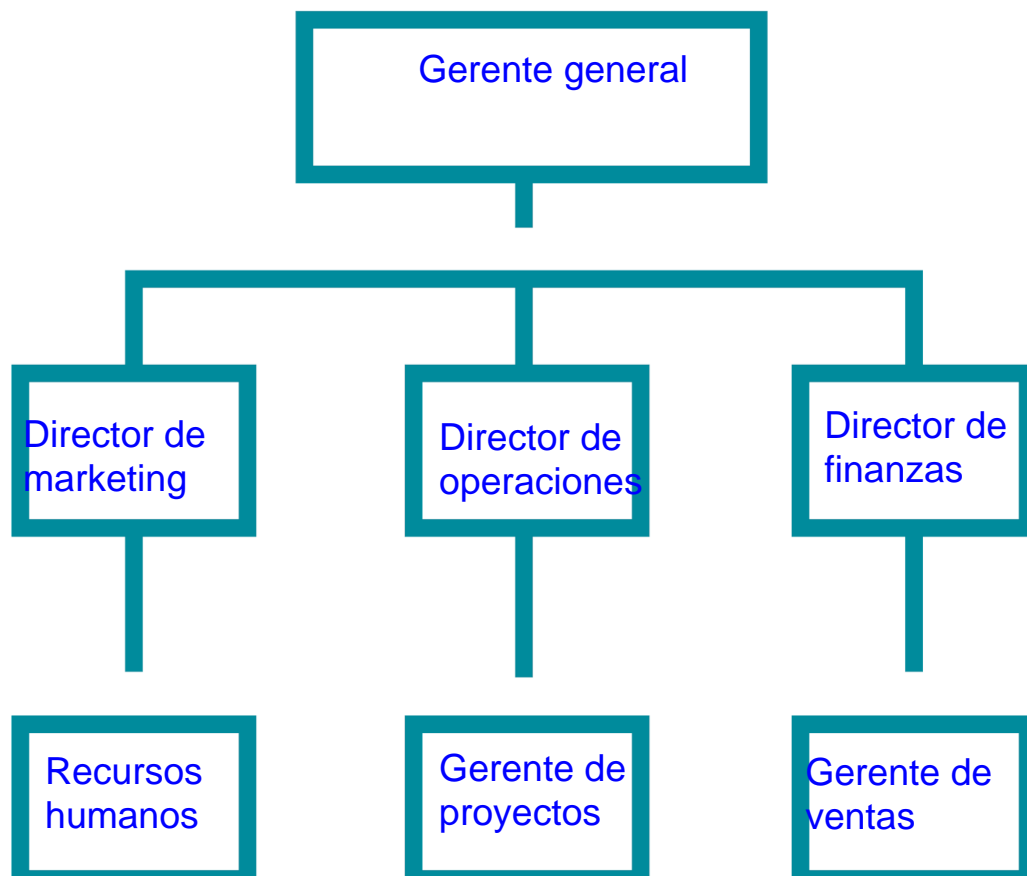 Gerente general
Director de
marketing
Director de
operaciones
Director de
finanzas
Recursos
humanos
Gerente de
proyectos
Gerente de
ventas